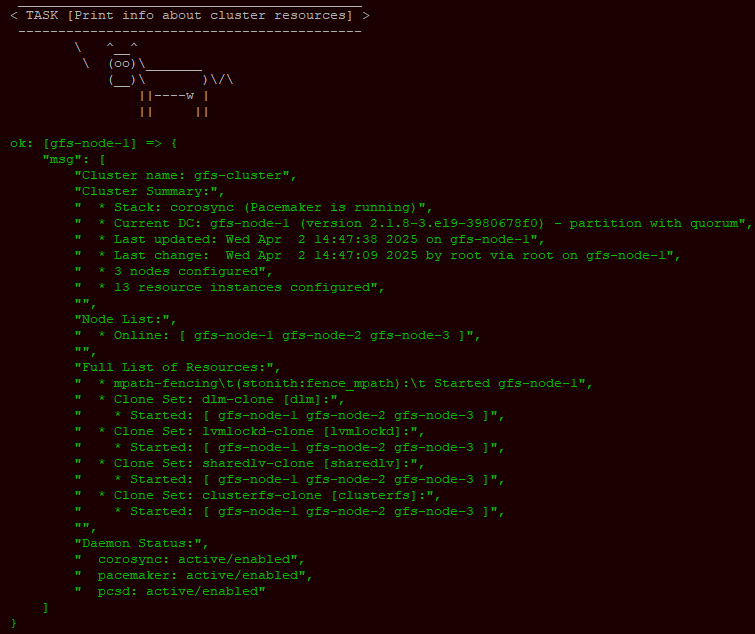 ___________________________________________
< TASK [Print info about cluster resources] >
 -------------------------------------------
        \   ^__^
         \  (oo)\_______
            (__)\       )\/\
                ||----w |
                ||     ||

ok: [gfs-node-1] => {
    "msg": [
        "Cluster name: gfs-cluster",
        "Cluster Summary:",
        "  * Stack: corosync (Pacemaker is running)",
        "  * Current DC: gfs-node-1 (version 2.1.8-3.el9-3980678f0) - partition with quorum",
        "  * Last updated: Wed Apr  2 14:47:38 2025 on gfs-node-1",
        "  * Last change:  Wed Apr  2 14:47:09 2025 by root via root on gfs-node-1",
        "  * 3 nodes configured",
        "  * 13 resource instances configured",
        "",
        "Node List:",
        "  * Online: [ gfs-node-1 gfs-node-2 gfs-node-3 ]",
        "",
        "Full List of Resources:",
        "  * mpath-fencing\t(stonith:fence_mpath):\t Started gfs-node-1",
        "  * Clone Set: dlm-clone [dlm]:",
        "    * Started: [ gfs-node-1 gfs-node-2 gfs-node-3 ]",
        "  * Clone Set: lvmlockd-clone [lvmlockd]:",
        "    * Started: [ gfs-node-1 gfs-node-2 gfs-node-3 ]",
        "  * Clone Set: sharedlv-clone [sharedlv]:",
        "    * Started: [ gfs-node-1 gfs-node-2 gfs-node-3 ]",
        "  * Clone Set: clusterfs-clone [clusterfs]:",
        "    * Started: [ gfs-node-1 gfs-node-2 gfs-node-3 ]",
        "",
        "Daemon Status:",
        "  corosync: active/enabled",
        "  pacemaker: active/enabled",
        "  pcsd: active/enabled"
    ]
}